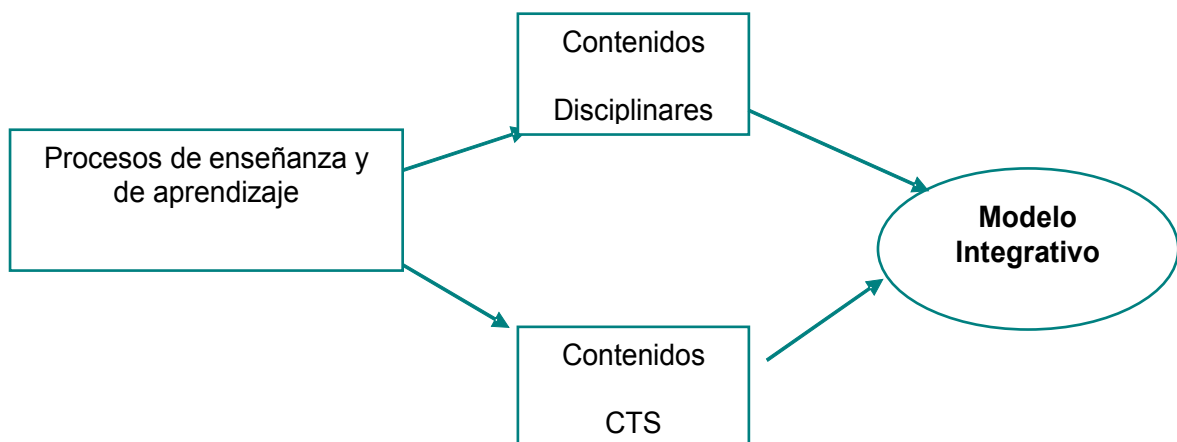 Procesos de enseñanza y
de aprendizaje
Contenidos
Disciplinares
Contenidos
CTS
Modelo
Integrativo